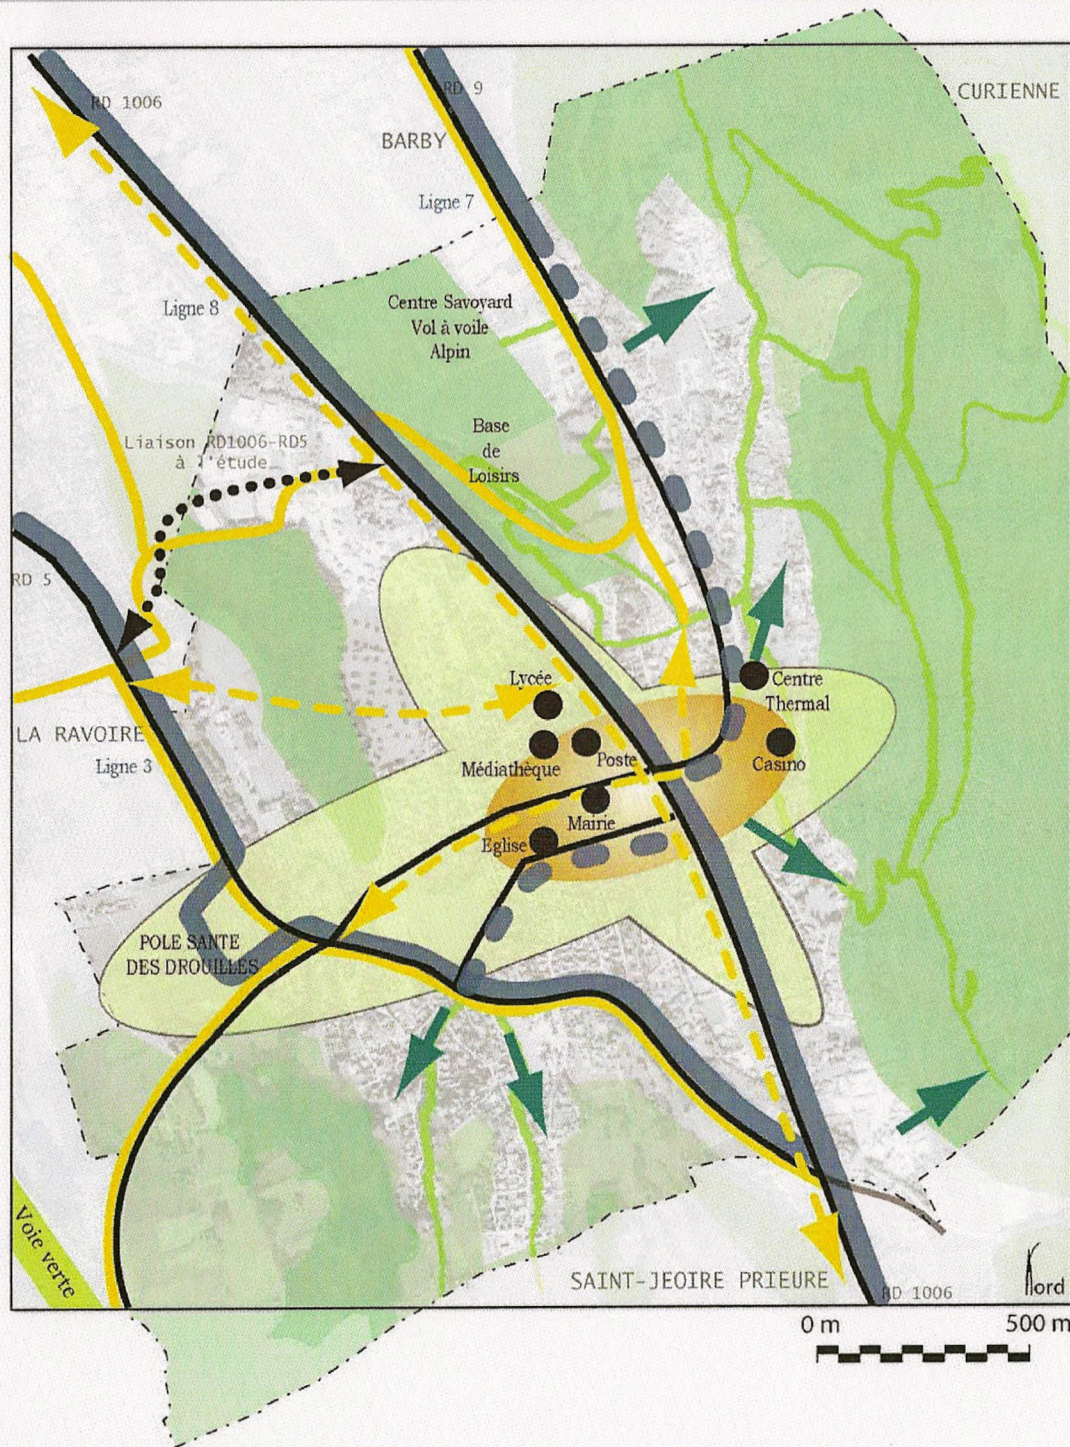 RD 1006
RD 9
CURIENNE
BARBY
Ligne 7
Ligne 8
Centre Savoyard
Vol à voile
Alpin
Base
de
Loisirs
Liaison RD1006-RD5
à l'étude
RD 5
Lycée
Centre
Thermal
LA RAVOIRE
Ligne 3
Médiathèque
Poste
Casino
Mairie
Eglise
POLE SANTE
DES DROUILLES
Voie verte
SAINT-JEOIRE PRIEURE
RD 1006
Nord
0 m
500 m